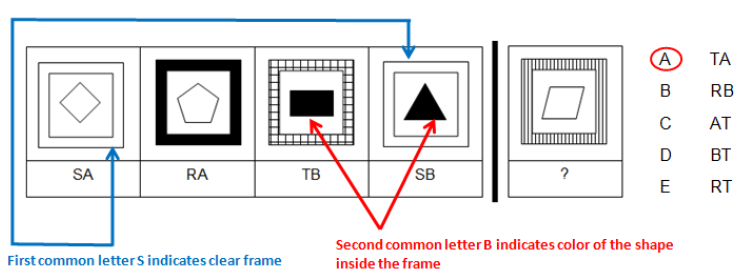 SA RA TB SB ?
A TA
B RB
C AT
D BT
E RT
First common letter S indicates clear frame
Second common letter B indicates color of the shape
inside the frame